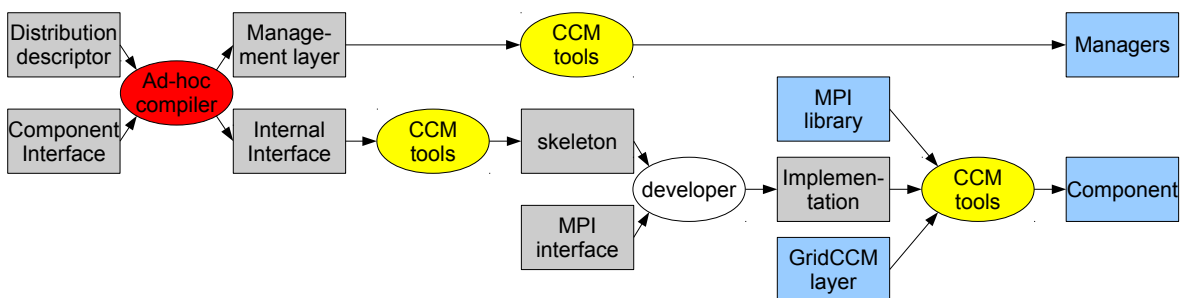 Distribution
descriptor
Manage-
ment layer
CCM
tools
Managers
Ad-hoc
compiler
Component
Interface
Internal
Interface
CCM
tools
skeleton
MPI
interface
developer
MPI
library
Implemen-
tation
GridCCM
layer
CCM
tools
Component